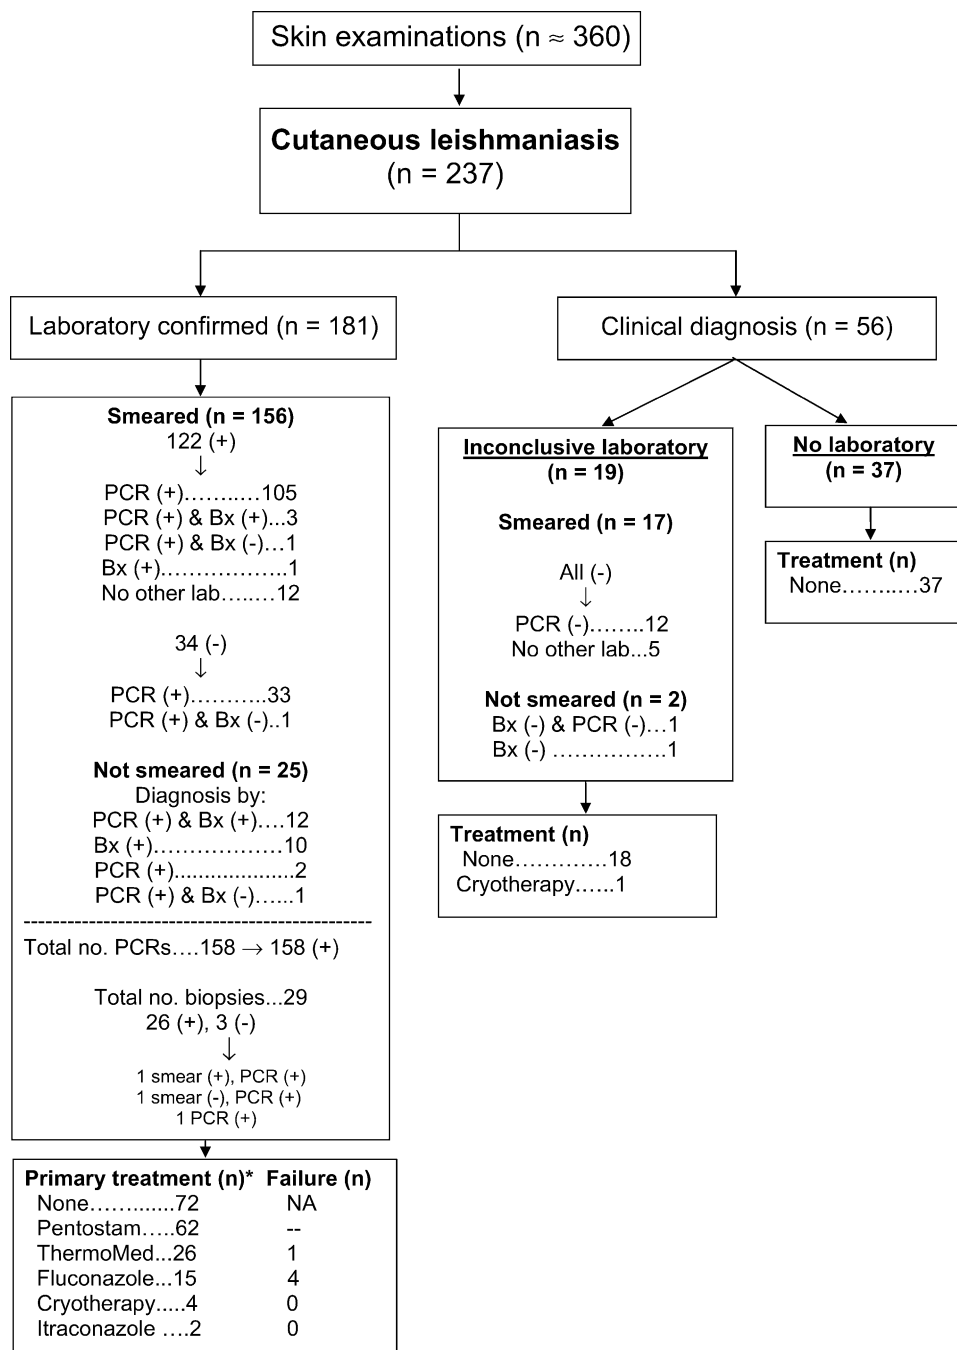 Skin examinations (n ≈ 360)
Cutaneous leishmaniasis
(n = 237)
Laboratory confirmed (n = 181)
Clinical diagnosis (n = 56)
Smeared (n = 156)
122 (+)
↓
PCR (+)……..…105
PCR (+) & Bx (+)...3
PCR (+) & Bx (-)…1
Bx (+)………………..1
No other lab…..…12
34 (-)
↓
PCR (+)………..33
PCR (+) & Bx (-)..1
Not smeared (n = 25)
Diagnosis by:
PCR (+) & Bx (+)….12
Bx (+)………………10
PCR (+)....................2
PCR (+) & Bx (-)…...1
------------------------------------------------
Total no. PCRs….158 → 158 (+)
Total no. biopsies...29
26 (+), 3 (-)
↓
1 smear (+), PCR (+)
1 smear (-), PCR (+)
1 PCR (+)
Primary treatment (n)* Failure (n)
None…….......72 NA
Pentostam…..62 --
ThermoMed...26 1
Fluconazole...15 4
Cryotherapy.....4 0
Itraconazole ….2 0
Inconclusive laboratory
(n = 19)
Smeared (n = 17)
All (-)
↓
PCR (-)……..12
No other lab...5
Not smeared (n = 2)
Bx (-) & PCR (-)…1
Bx (-) …………….1
Treatment (n)
None………….18
Cryotherapy…...1
No laboratory
(n = 37)
Treatment (n)
None……..…37